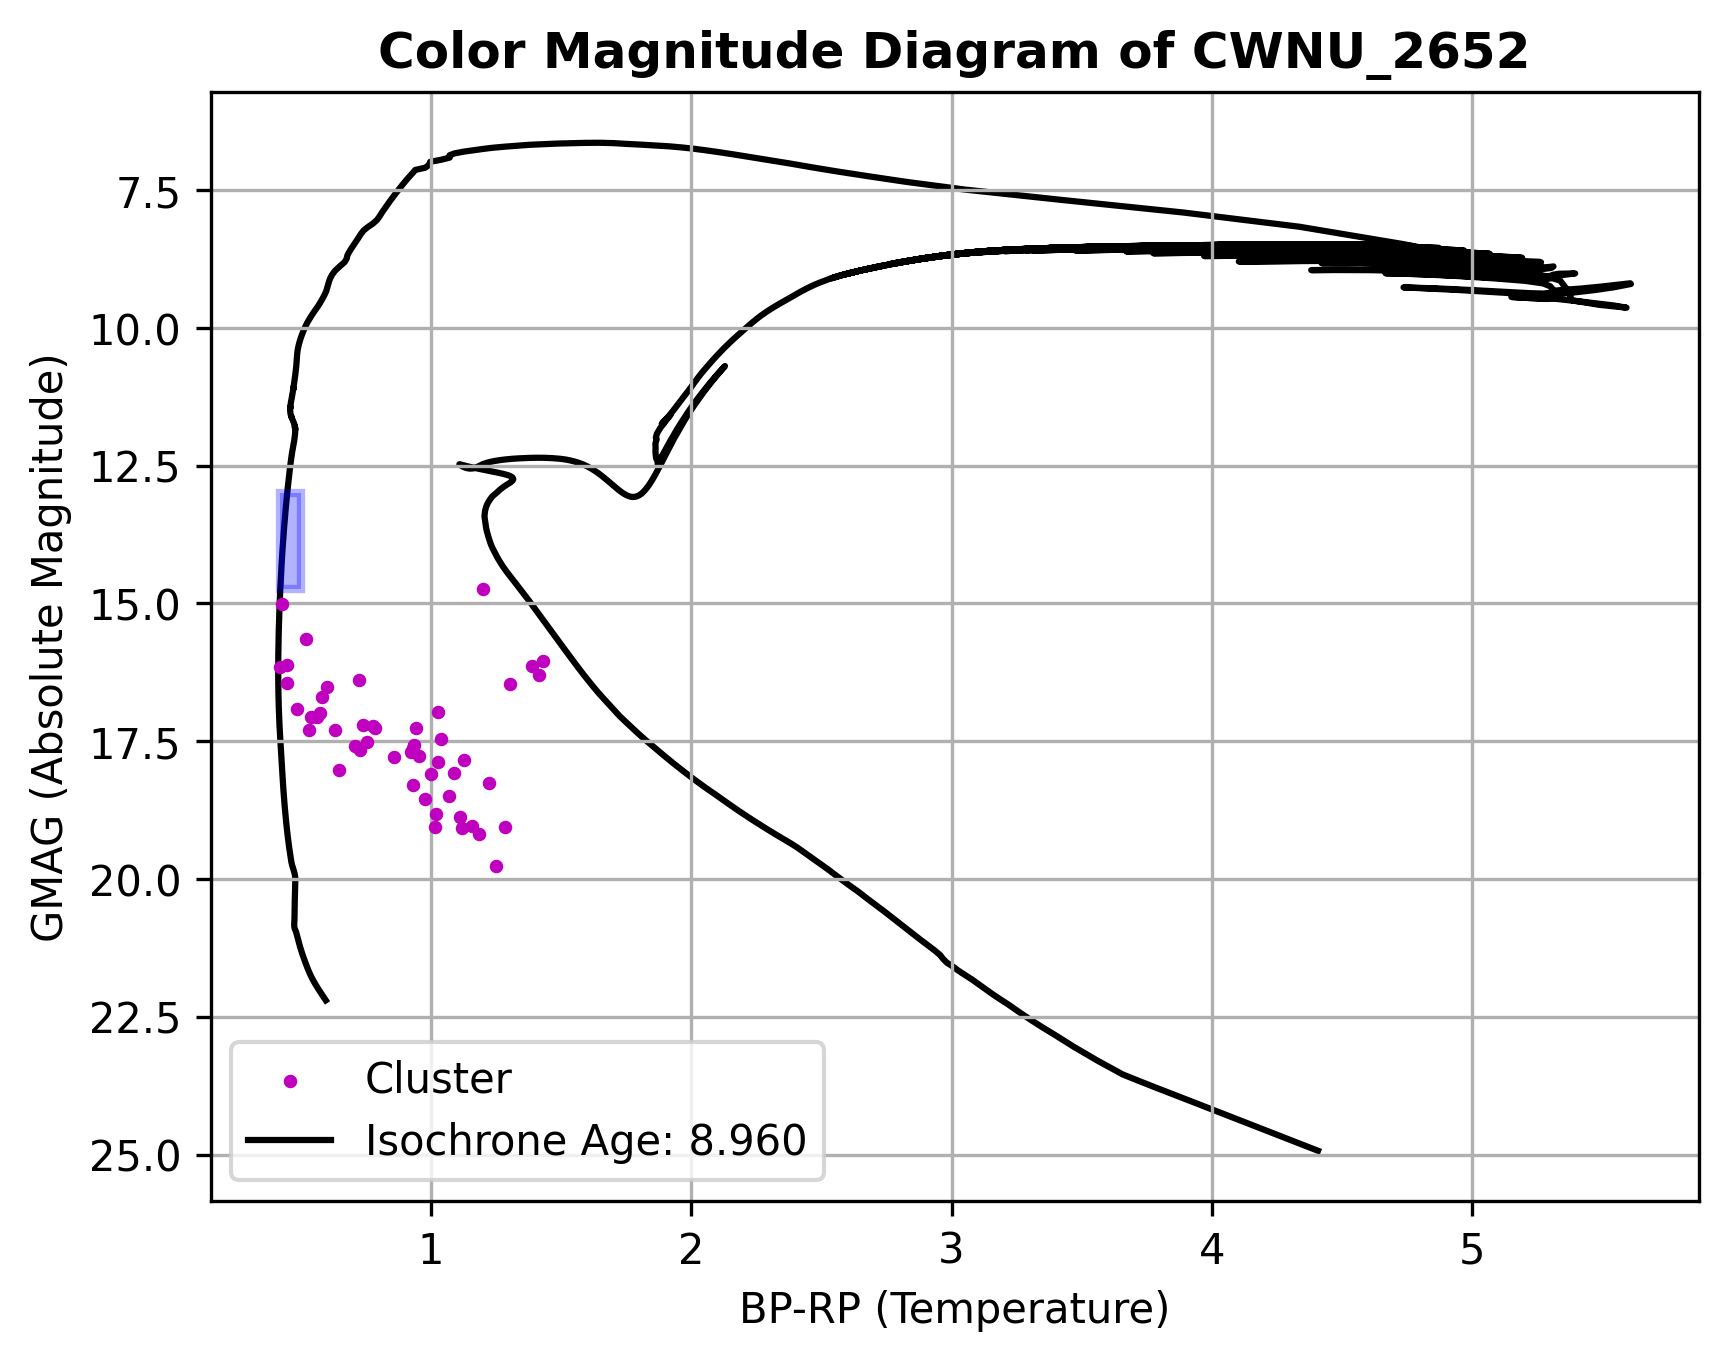 Color Magnitude Diagram of CWNU_2652
GMAG (Absolute Magnitude)
7.5
10.0
12.5
15.0
17.5
20.0
22.5
25.0
Cluster
Isochrone Age: 8.960
1 2 3 4 5
BP-RP (Temperature)